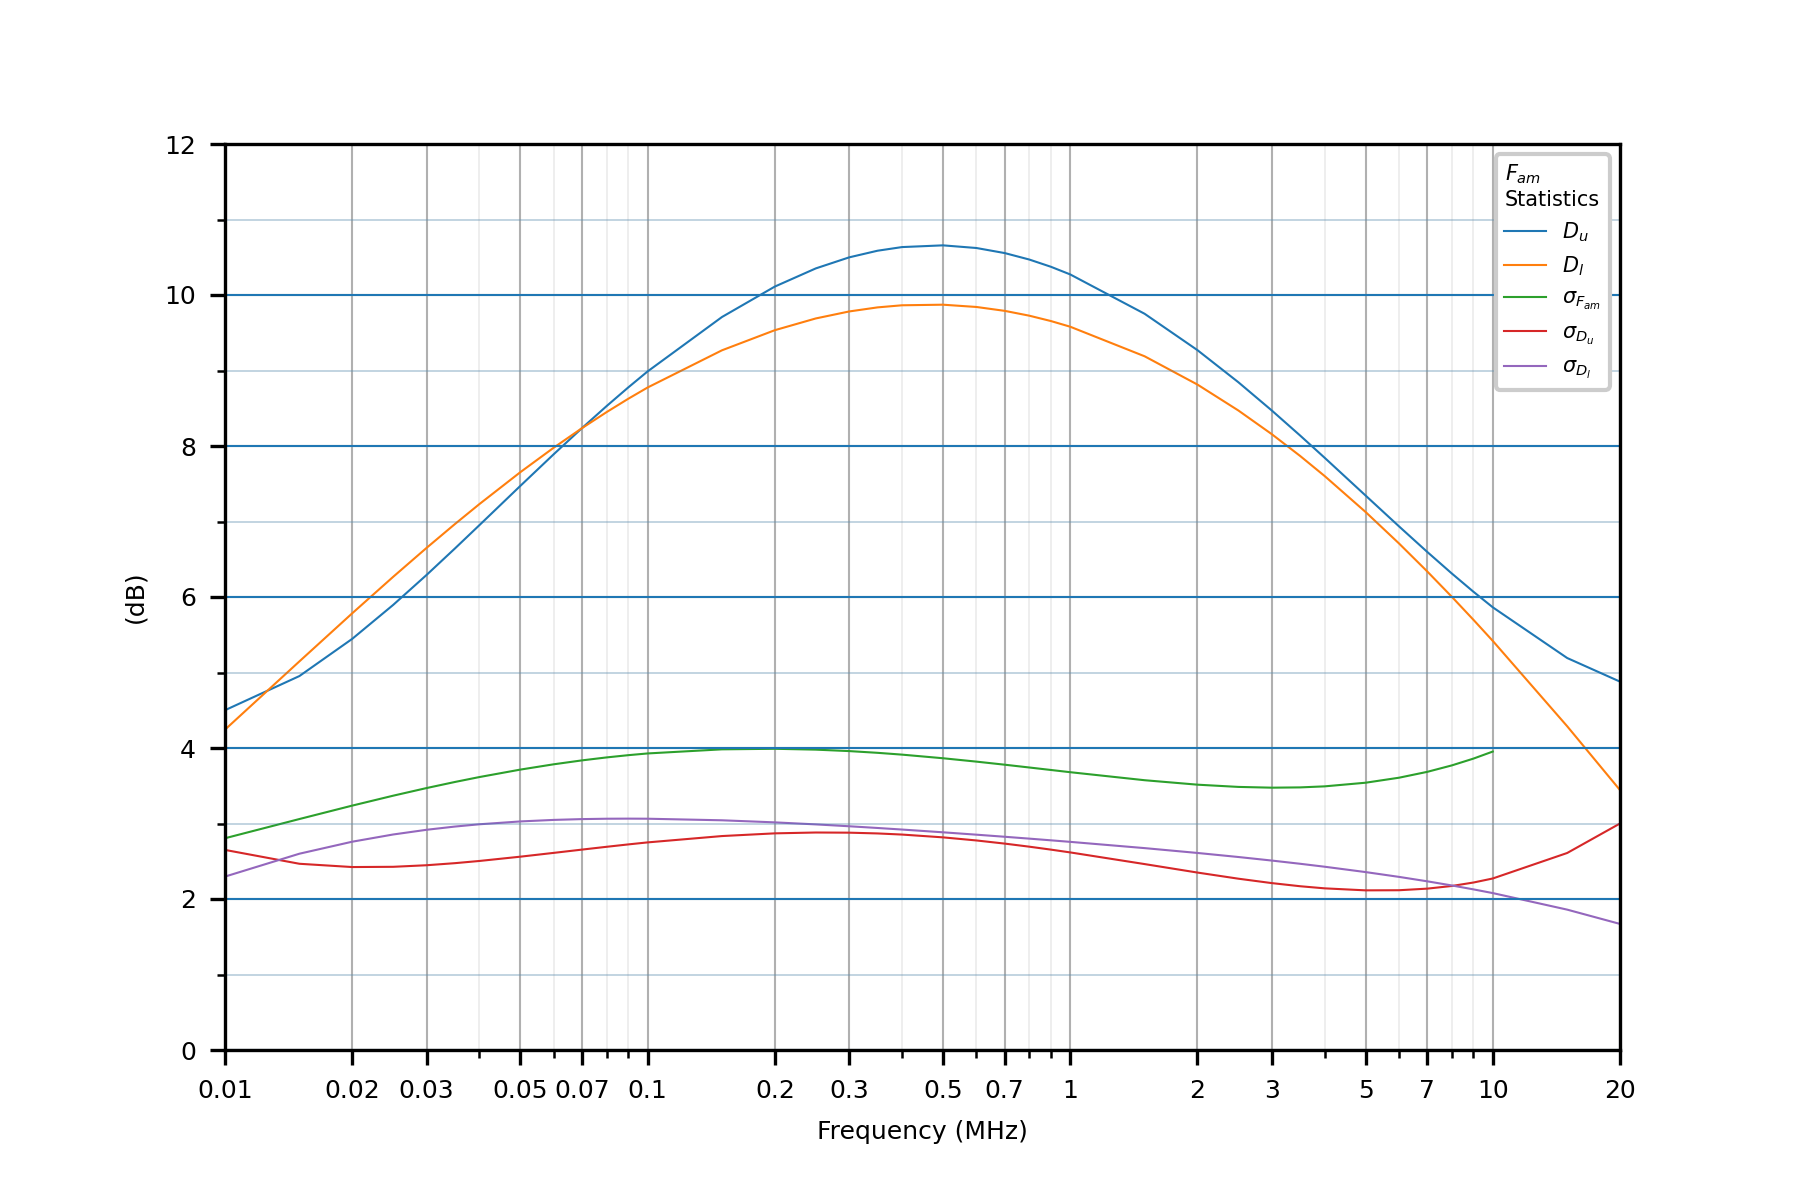 12
10
8
6
4
2
0
(dB)
0.01 0.02 0.03 0.05 0.07 0.1 0.2 0.3 0.5 0.7 1 2 3 5 7 10 20
Frequency (MHz)
F_am
Statistics
D_u
D_l
σ_F_am
σ_D_u
σ_D_l